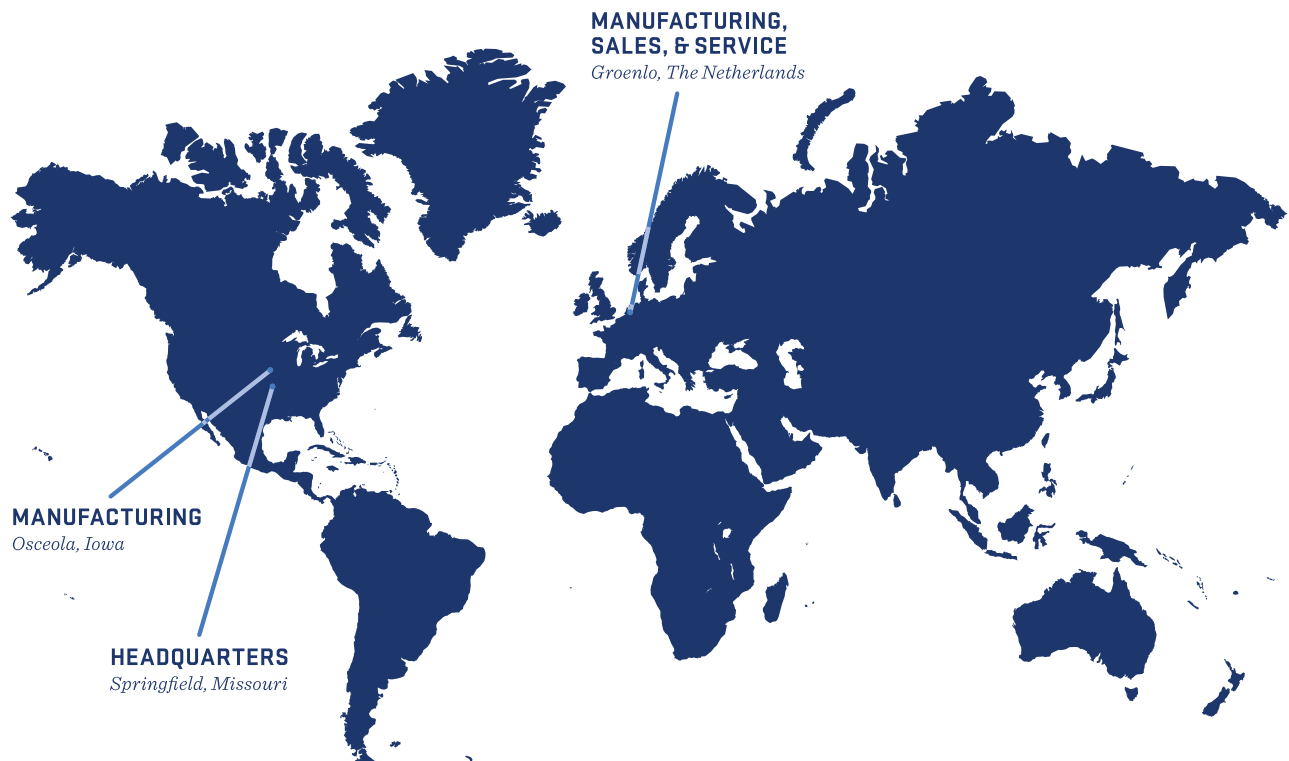 MANUFACTURING,
SALES, & SERVICE
Groenlo, The Netherlands
MANUFACTURING
Osceola, Iowa
HEADQUARTERS
Springfield, Missouri